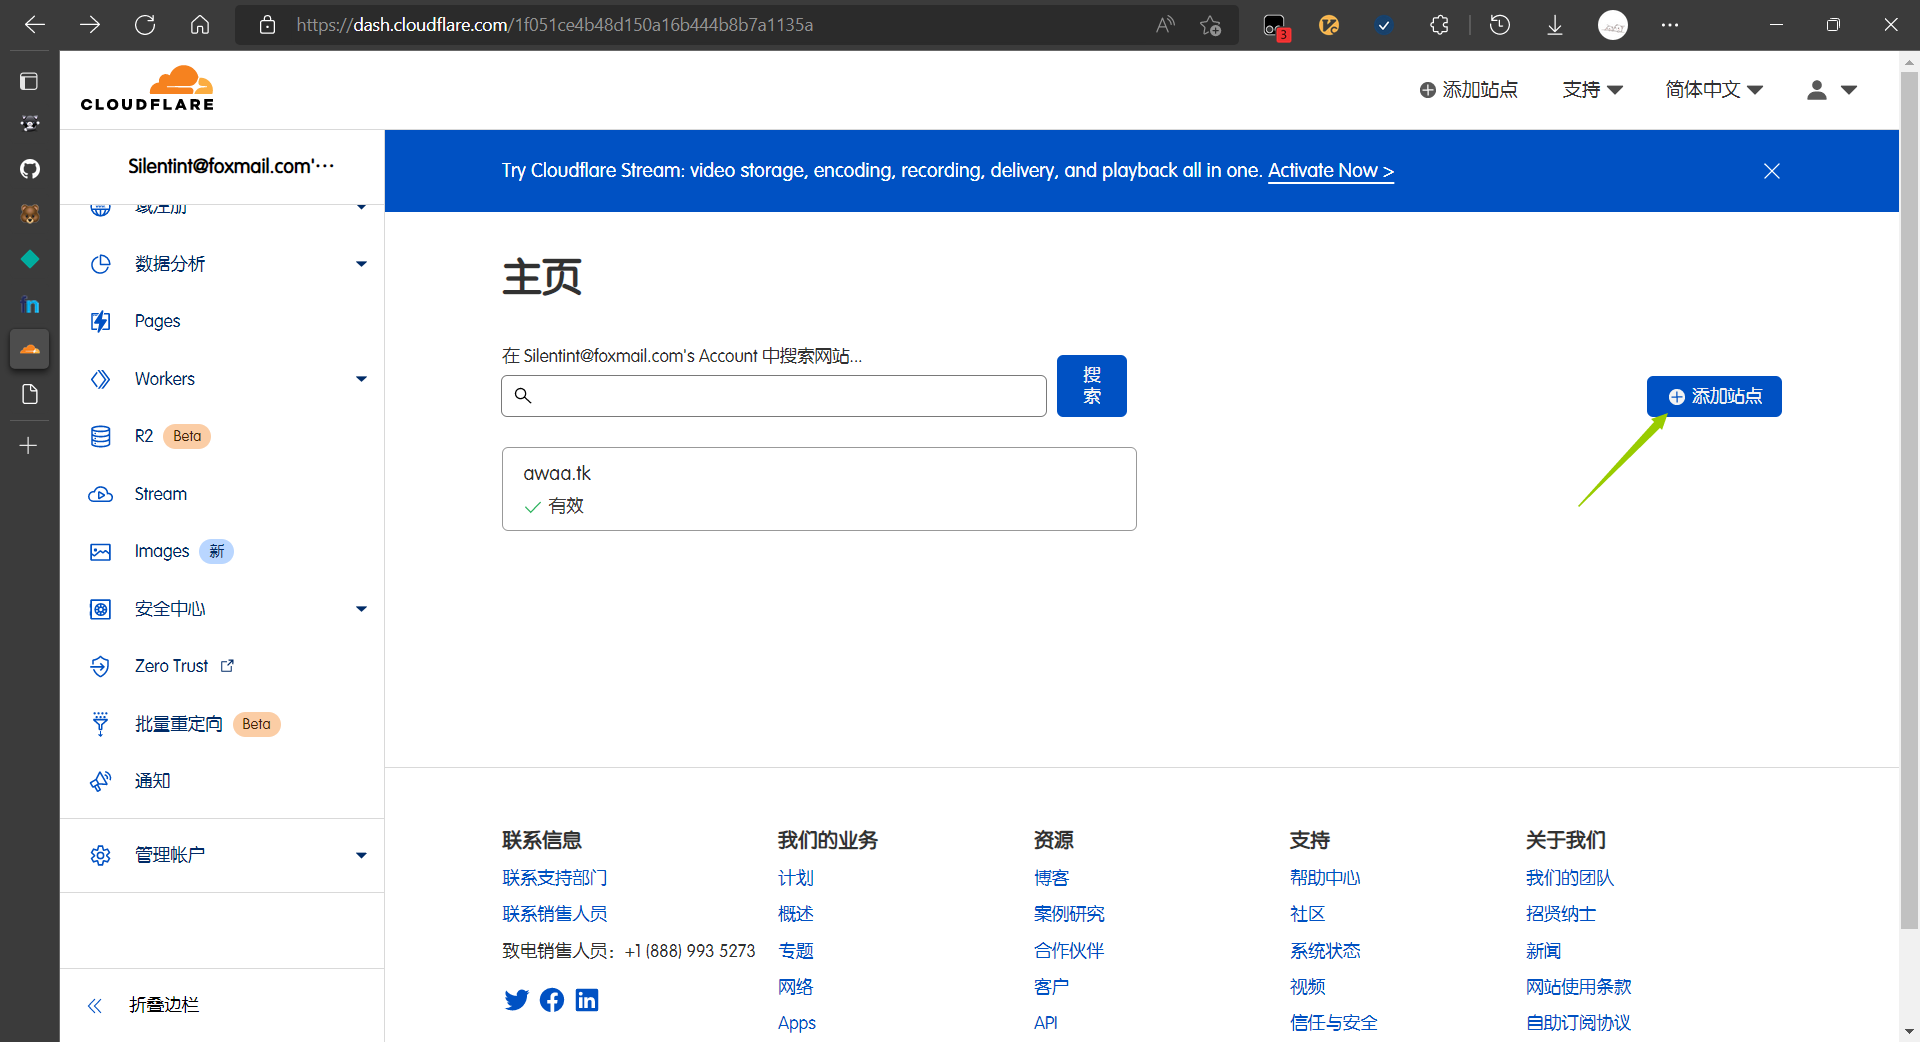 https://dash.cloudflare.com/1f051ce4b48d150a16b444b8b7a1135a
3
CLOUDFLARE
添加站点
支持
简体中文
Silentint@foxmail.com'···
Try Cloudflare Stream: video storage, encoding, recording, delivery, and playback all in one. Activate Now >
域注册
数据分析
Pages
Workers
R2 Beta
Stream
Images 新
安全中心
Zero Trust
批量重定向 Beta
通知
管理帐户
折叠边栏
主页
在 Silentint@foxmail.com's Account 中搜索网站...
搜索
添加站点
awaa.tk
有效
联系信息
联系支持部门
联系销售人员
致电销售人员：+1 (888) 993 5273
我们的业务
计划
概述
专题
网络
Apps
资源
博客
案例研究
合作伙伴
客户
API
支持
帮助中心
社区
系统状态
视频
信任与安全
关于我们
我们的团队
招贤纳士
新闻
网站使用条款
自助订阅协议